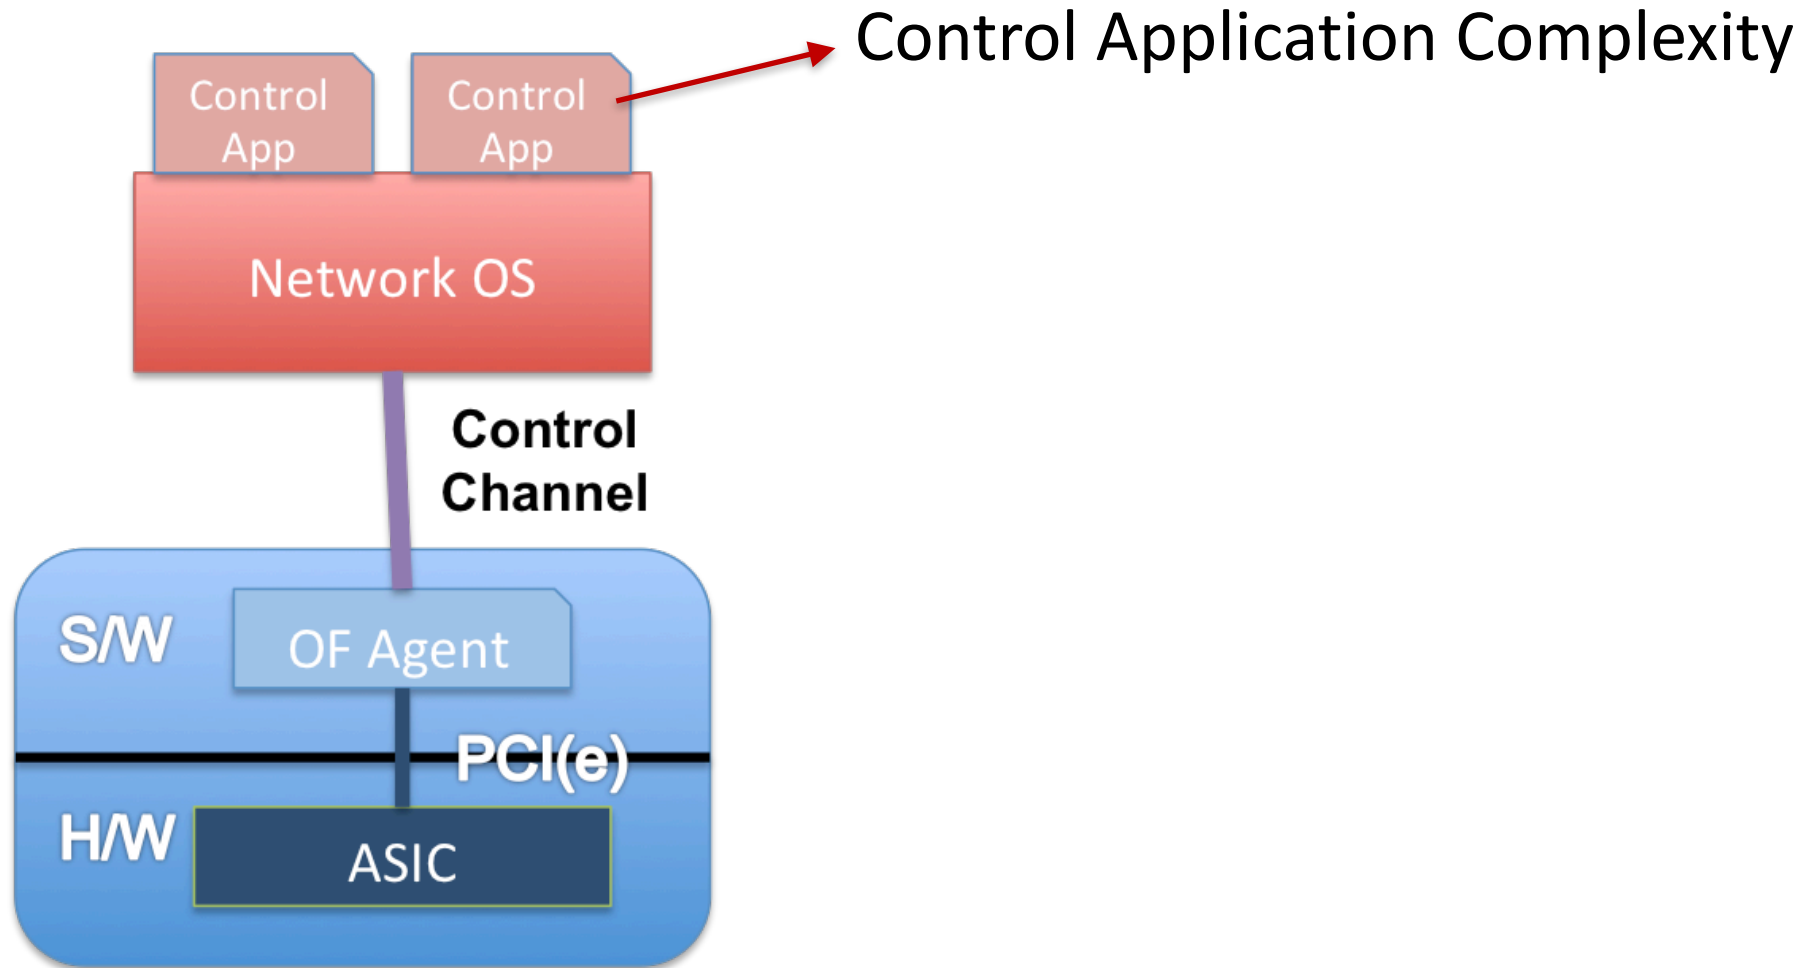 Control Application Complexity
Control
App
Control
App
Network OS
Control
Channel
S/W
OF Agent
PCI(e)
H/W
ASIC